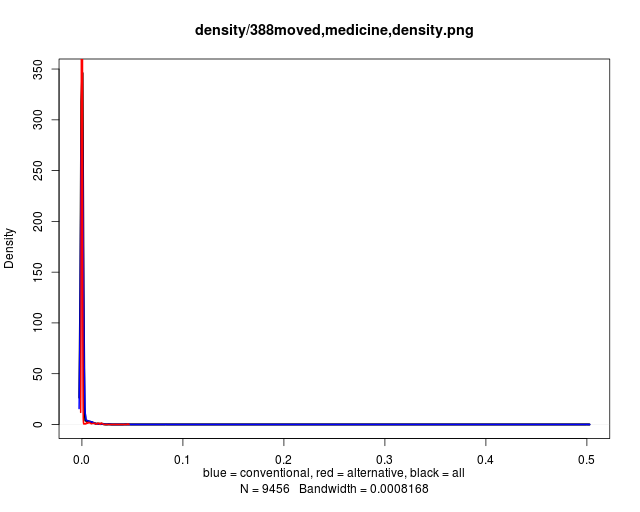 density/388moved,medicine,density.png
350
300
250
200
150
100
50
0
Density
0.0 0.1 0.2 0.3 0.4 0.5
blue = conventional, red = alternative, black = all
N = 9456 Bandwidth = 0.0008168